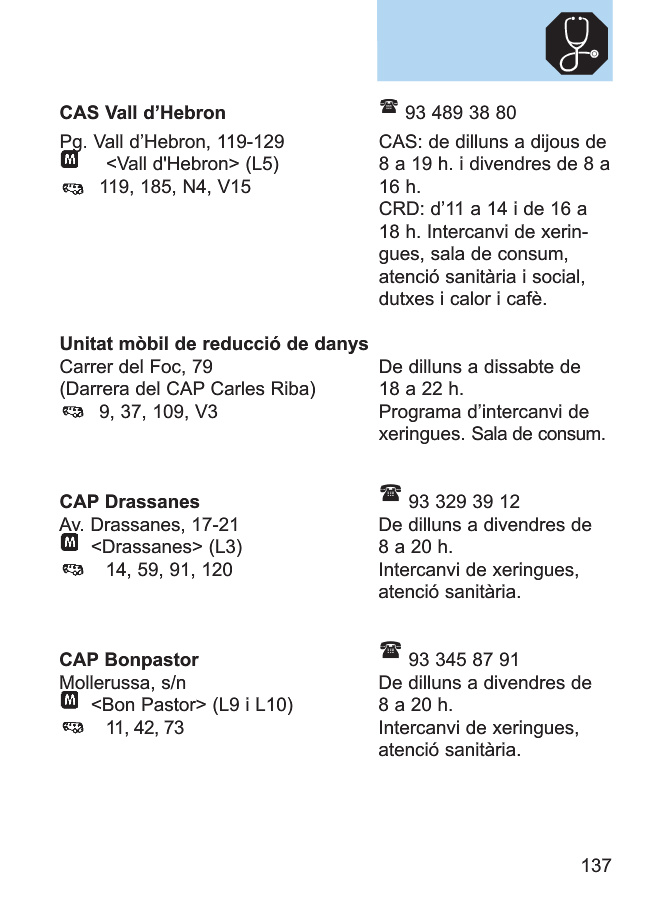 CAS Vall d’Hebron
93 489 38 80
Pg. Vall d’Hebron, 119-129
M <Vall d'Hebron> (L5)
119, 185, N4, V15
CAS: de dilluns a dijous de
8 a 19 h. i divendres de 8 a
16 h.
CRD: d’11 a 14 i de 16 a
18 h. Intercanvi de xerin-
gues, sala de consum,
atenció sanitària i social,
dutxes i calor i cafè.
Unitat mòbil de reducció de danys
Carrer del Foc, 79
(Darrera del CAP Carles Riba)
9, 37, 109, V3
De dilluns a dissabte de
18 a 22 h.
Programa d’intercanvi de
xeringues. Sala de consum.
CAP Drassanes
Av. Drassanes, 17-21
M <Drassanes> (L3)
14, 59, 91, 120
93 329 39 12
De dilluns a divendres de
8 a 20 h.
Intercanvi de xeringues,
atenció sanitària.
CAP Bonpastor
Mollerussa, s/n
M <Bon Pastor> (L9 i L10)
11, 42, 73
93 345 87 91
De dilluns a divendres de
8 a 20 h.
Intercanvi de xeringues,
atenció sanitària.
137